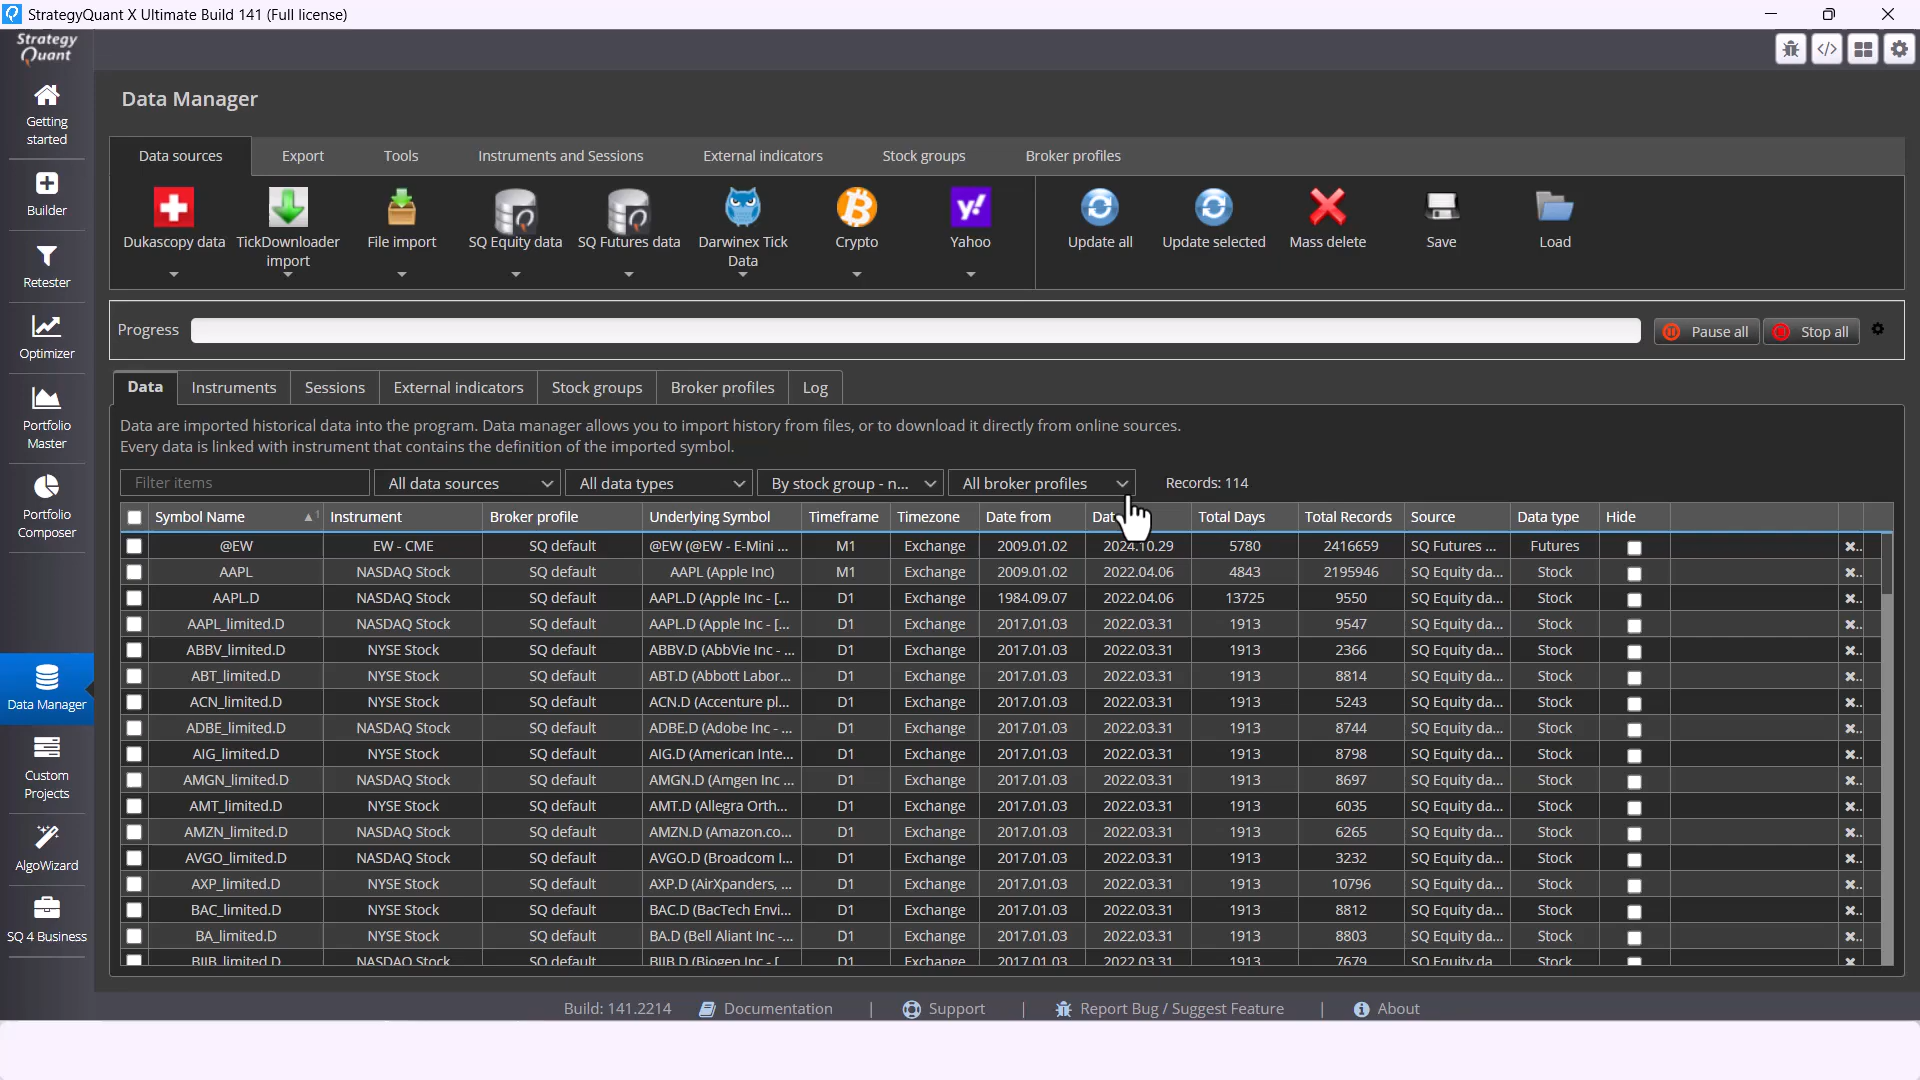 StrategyQuant X Ultimate Build 141 (Full license)
Strategy
Quant
Getting
started
Builder
Retester
Optimizer
Portfolio
Master
Portfolio
Composer
Data Manager
Custom
Projects
AlgoWizard
SQ 4 Business
Data Manager
Data sources Export Tools Instruments and Sessions External indicators Stock groups Broker profiles
Dukascopy data
TickDownloader
import
File import
SQ Equity data
SQ Futures data
Darwinex Tick
Data
Crypto
Yahoo
Update all
Update selected
Mass delete
Save
Load
Progress Pause all Stop all
Data Instruments Sessions External indicators Stock groups Broker profiles Log
Data are imported historical data into the program. Data manager allows you to import history from files, or to download it directly from online sources.
Every data is linked with instrument that contains the definition of the imported symbol.
Filter items All data sources All data types By stock group - n... All broker profiles Records: 114
Symbol Name 1 Instrument Broker profile Underlying Symbol Timeframe Timezone Date from Total Days Total Records Source Data type Hide
@EW EW - CME SQ default @EW (@EW - E-Mini ... M1 Exchange 2009.01.02 2024.10.29 5780 2416659 SQ Futures ... Futures
AAPL NASDAQ Stock SQ default AAPL (Apple Inc) M1 Exchange 2009.01.02 2022.04.06 4843 2195946 SQ Equity da... Stock
AAPL.D NASDAQ Stock SQ default AAPL.D (Apple Inc - [... D1 Exchange 1984.09.07 2022.04.06 13725 9550 SQ Equity da... Stock
AAPL_limited.D NASDAQ Stock SQ default AAPL.D (Apple Inc - [... D1 Exchange 2017.01.03 2022.03.31 1913 9547 SQ Equity da... Stock
ABBV_limited.D NYSE Stock SQ default ABBV.D (AbbVie Inc - ... D1 Exchange 2017.01.03 2022.03.31 1913 2366 SQ Equity da... Stock
ABT_limited.D NYSE Stock SQ default ABT.D (Abbott Labor... D1 Exchange 2017.01.03 2022.03.31 1913 8814 SQ Equity da... Stock
ACN_limited.D NYSE Stock SQ default ACN.D (Accenture pl... D1 Exchange 2017.01.03 2022.03.31 1913 5243 SQ Equity da... Stock
ADBE_limited.D NASDAQ Stock SQ default ADBE.D (Adobe Inc - ... D1 Exchange 2017.01.03 2022.03.31 1913 8744 SQ Equity da... Stock
AIG_limited.D NYSE Stock SQ default AIG.D (American Inte... D1 Exchange 2017.01.03 2022.03.31 1913 8798 SQ Equity da... Stock
AMGN_limited.D NASDAQ Stock SQ default AMGN.D (Amgen Inc ... D1 Exchange 2017.01.03 2022.03.31 1913 8697 SQ Equity da... Stock
AMT_limited.D NYSE Stock SQ default AMT.D (Allegra Orth... D1 Exchange 2017.01.03 2022.03.31 1913 6035 SQ Equity da... Stock
AMZN_limited.D NASDAQ Stock SQ default AMZN.D (Amazon.co... D1 Exchange 2017.01.03 2022.03.31 1913 6265 SQ Equity da... Stock
AVGO_limited.D NASDAQ Stock SQ default AVGO.D (Broadcom I... D1 Exchange 2017.01.03 2022.03.31 1913 3232 SQ Equity da... Stock
AXP_limited.D NYSE Stock SQ default AXP.D (AirXpanders, ... D1 Exchange 2017.01.03 2022.03.31 1913 10796 SQ Equity da... Stock
BAC_limited.D NYSE Stock SQ default BAC.D (BacTech Envi... D1 Exchange 2017.01.03 2022.03.31 1913 8812 SQ Equity da... Stock
BA_limited.D NYSE Stock SQ default BA.D (Bell Aliant Inc -... D1 Exchange 2017.01.03 2022.03.31 1913 8803 SQ Equity da... Stock
BIIB_limited.D NASDAQ Stock SQ default BIIB.D (Biogen Inc - [ D1 Exchange 2017.01.03 2022.03.31 1913 7679 SQ Equity da Stock
Build: 141.2214 Documentation | Support | Report Bug / Suggest Feature | About